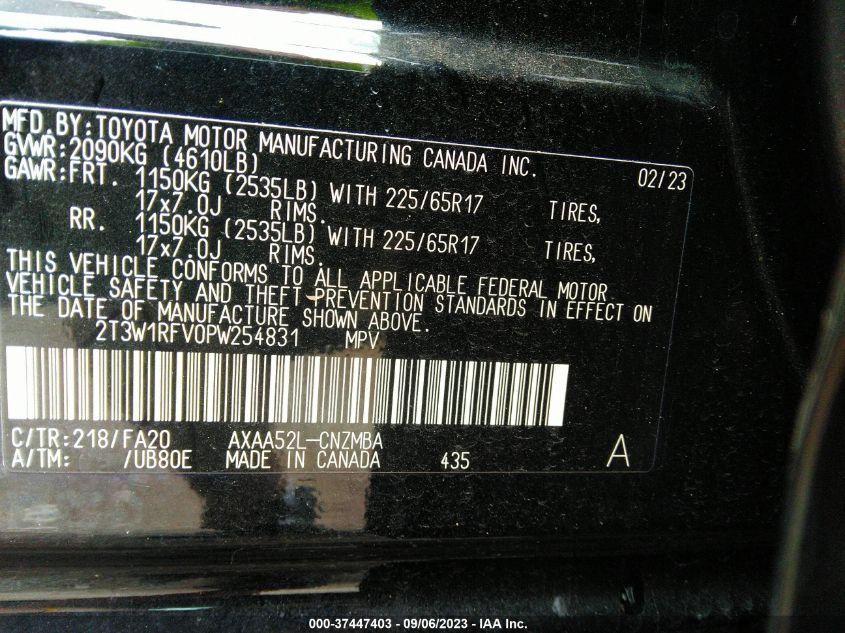 MFD.BY:TOYOTA MOTOR MANUFACTURING CANADA INC. 02/23
GVWR:2090KG (4610LB)
GAWR:FRT. 1150KG (2535LB) WITH 225/65R17 TIRES,
17x7.0J RIMS.
RR. 1150KG (2535LB) WITH 225/65R17 TIRES,
17x7.0J RIMS.
THIS VEHICLE CONFORMS TO ALL APPLICABLE FEDERAL MOTOR
VEHICLE SAFETY AND THEFT PREVENTION STANDARDS IN EFFECT ON
THE DATE OF MANUFACTURE SHOWN ABOVE.
2T3W1RFV0PW254831 MPV
C/TR:218/FA20 AXAA52L-CNZMBA
A/TM: /UB80E MADE IN CANADA 435 A
000-37447403 - 09/06/2023 - IAA Inc.